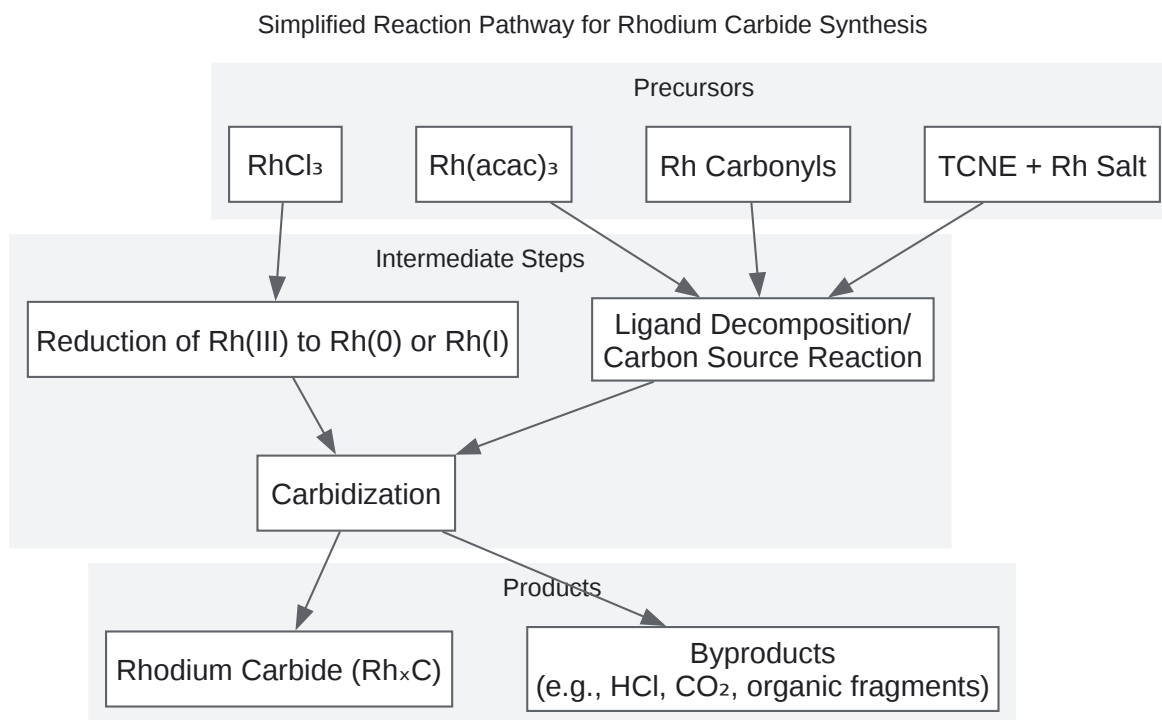 Simplified Reaction Pathway for Rhodium Carbide Synthesis
Precursors
RhCl₃
Rh(acac)₃
Rh Carbonyls
TCNE + Rh Salt
Intermediate Steps
Reduction of Rh(III) to Rh(0) or Rh(I)
Ligand Decomposition/
Carbon Source Reaction
Carbidization
Products
Rhodium Carbide (RhₓC)
Byproducts
(e.g., HCl, CO₂, organic fragments)